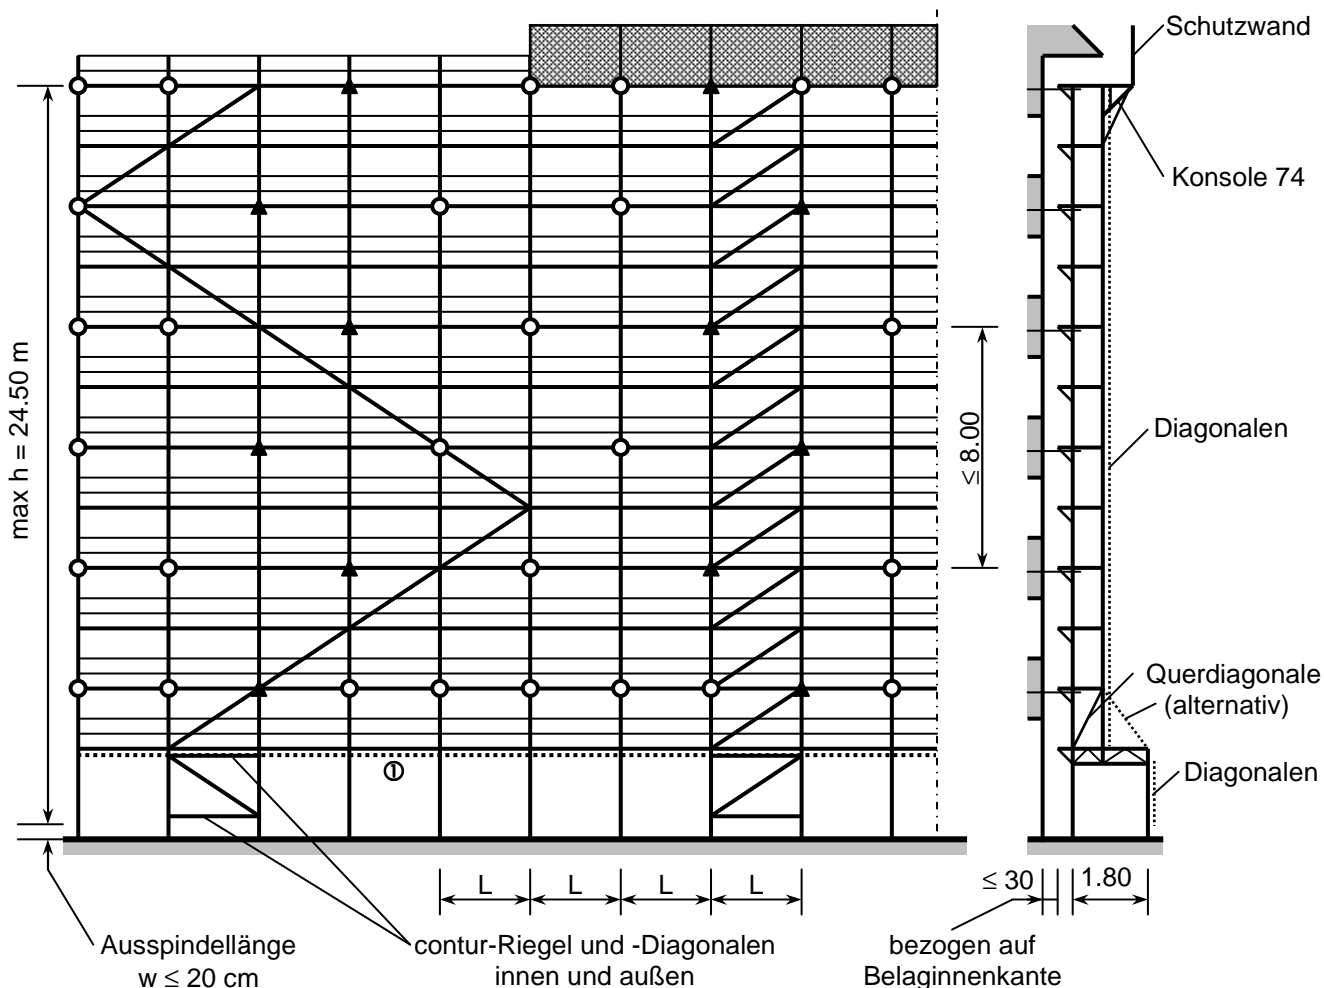 Schutzwand
Konsole 74
max h = 24.50 m
≤ 8.00
Diagonalen
Querdiagonale
(alternativ)
①
Diagonalen
L
L
L
L
≤ 30
1.80
Ausspindellänge
w ≤ 20 cm
contur-Riegel und -Diagonalen
innen und außen
bezogen auf
Belaginnenkante